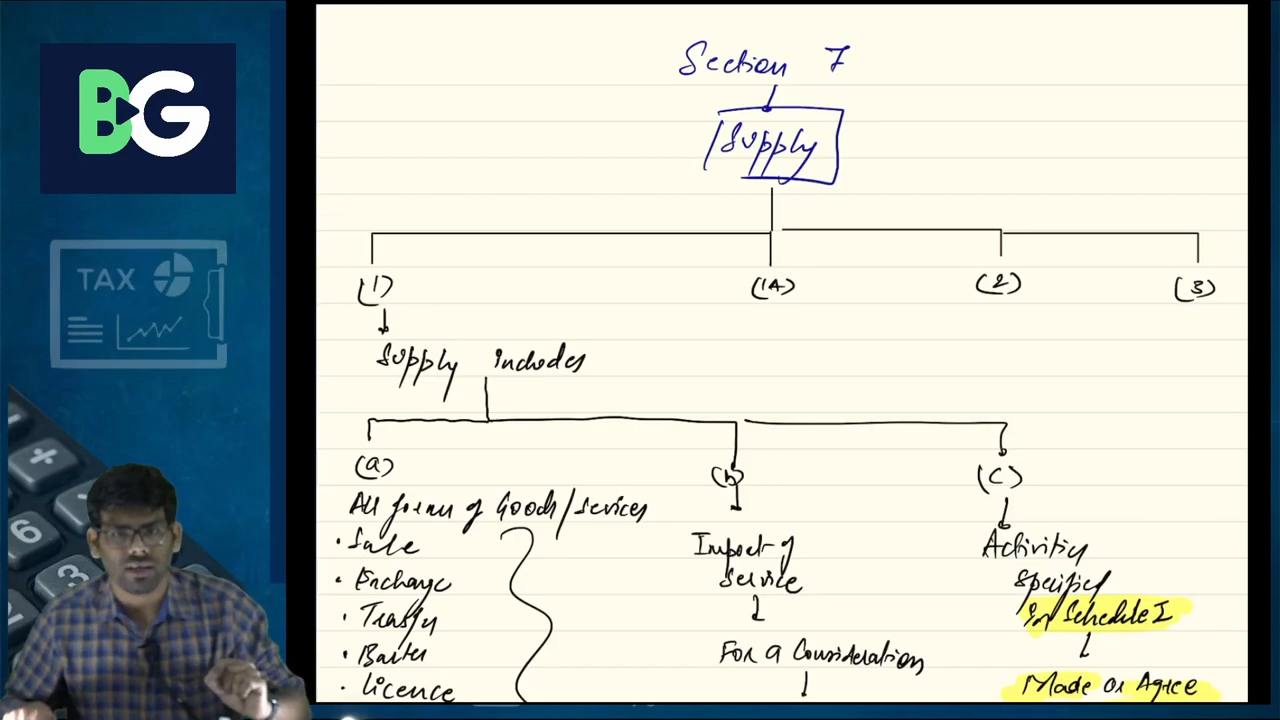 BG
TAX
Section 7
Supply
(1) (1A) (2) (3)
Supply includes
(a) (b) (c)
All forms of Goods/Services
• Sale
• Exchange
• Transfer
• Barter
• Licence
Import of
Service
For a Consideration
Activities
Specified
In Schedule I
Made or Agree